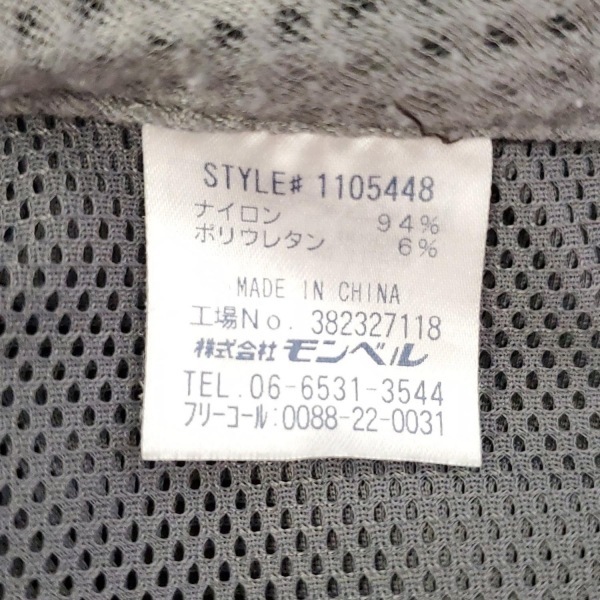 STYLE# 1105448
ナイロン 94%
ポリウレタン 6%
MADE IN CHINA
工場No. 382327118
株式会社 モンベル
TEL. 06-6531-3544
フリーコール:0088-22-0031